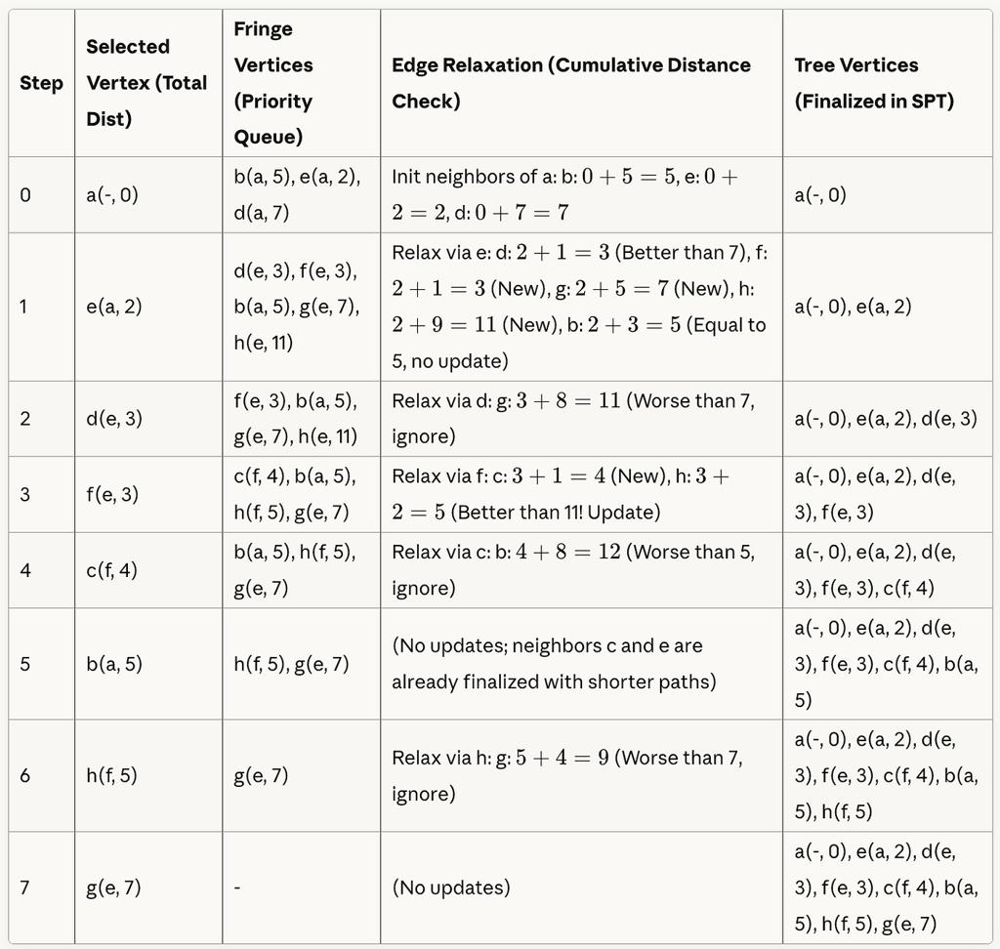 Step
Selected
Vertex (Total
Dist)
Fringe
Vertices
(Priority
Queue)
Edge Relaxation (Cumulative Distance
Check)
Tree Vertices
(Finalized in SPT)
0
a(-, 0)
b(a, 5), e(a, 2),
d(a, 7)
Init neighbors of a: b: 0 + 5 = 5, e: 0 +
2 = 2, d: 0 + 7 = 7
a(-, 0)
1
e(a, 2)
d(e, 3), f(e, 3),
b(a, 5), g(e, 7),
h(e, 11)
Relax via e: d: 2 + 1 = 3 (Better than 7), f:
2 + 1 = 3 (New), g: 2 + 5 = 7 (New), h:
2 + 9 = 11 (New), b: 2 + 3 = 5 (Equal to
5, no update)
a(-, 0), e(a, 2)
2
d(e, 3)
f(e, 3), b(a, 5),
g(e, 7), h(e, 11)
Relax via d: g: 3 + 8 = 11 (Worse than 7,
ignore)
a(-, 0), e(a, 2), d(e, 3)
3
f(e, 3)
c(f, 4), b(a, 5),
h(f, 5), g(e, 7)
Relax via f: c: 3 + 1 = 4 (New), h: 3 +
2 = 5 (Better than 11! Update)
a(-, 0), e(a, 2), d(e,
3), f(e, 3)
4
c(f, 4)
b(a, 5), h(f, 5),
g(e, 7)
Relax via c: b: 4 + 8 = 12 (Worse than 5,
ignore)
a(-, 0), e(a, 2), d(e,
3), f(e, 3), c(f, 4)
5
b(a, 5)
h(f, 5), g(e, 7)
(No updates; neighbors c and e are
already finalized with shorter paths)
a(-, 0), e(a, 2), d(e,
3), f(e, 3), c(f, 4), b(a,
5)
6
h(f, 5)
g(e, 7)
Relax via h: g: 5 + 4 = 9 (Worse than 7,
ignore)
a(-, 0), e(a, 2), d(e,
3), f(e, 3), c(f, 4), b(a,
5), h(f, 5)
7
g(e, 7)
-
(No updates)
a(-, 0), e(a, 2), d(e,
3), f(e, 3), c(f, 4), b(a,
5), h(f, 5), g(e, 7)